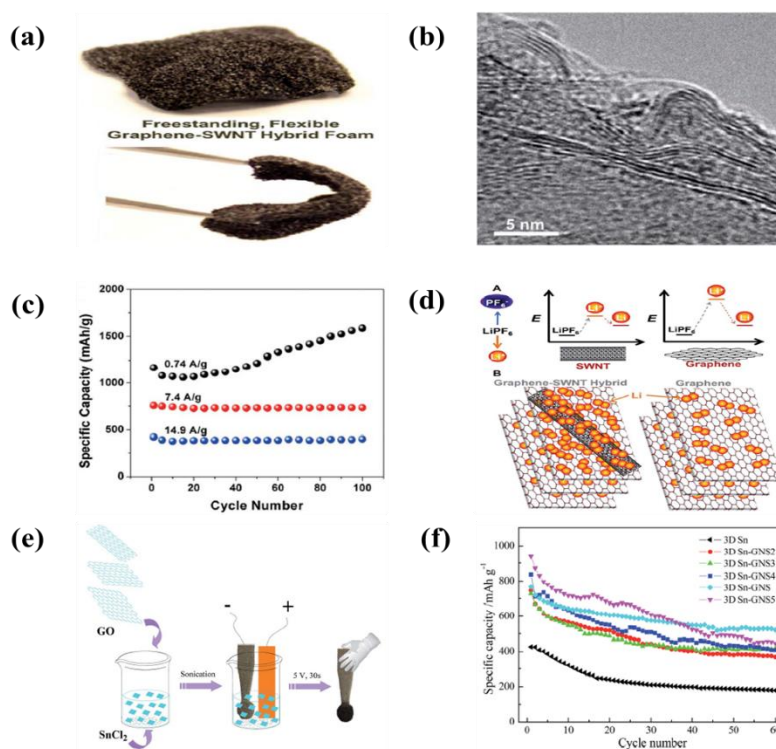 (a)
Freestanding, Flexible
Graphene-SWNT Hybrid Foam
(b)
5 nm
(c)
Specific Capacity (mAh/g)
2000
1500
1000
500
0
0.74 A/g
7.4 A/g
14.9 A/g
0 20 40 60 80 100
Cycle Number
(d)
A
PF₆⁻
LiPF₆
B
E
LiPF₆
Li
SWNT
E
LiPF₆
Li
Graphene
Graphene-SWNT Hybrid
Li
Graphene
(e)
GO
SnCl₂
Sonication
- +
5 V, 30s
(f)
Specific capacity /mAh g⁻¹
1000
800
600
400
200
0
3D Sn
3D Sn-GNS2
3D Sn-GNS3
3D Sn-GNS4
3D Sn-GNS
3D Sn-GNS5
0 10 20 30 40 50 60
Cycle number